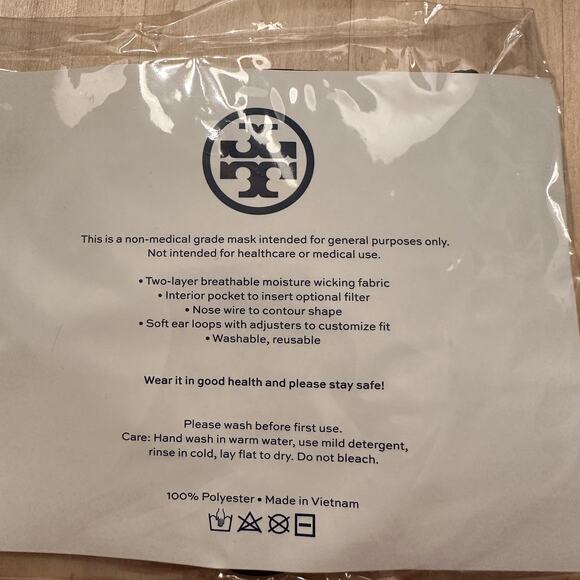 This is a non-medical grade mask intended for general purposes only.
Not intended for healthcare or medical use.
• Two-layer breathable moisture wicking fabric
• Interior pocket to insert optional filter
• Nose wire to contour shape
• Soft ear loops with adjusters to customize fit
• Washable, reusable
Wear it in good health and please stay safe!
Please wash before first use.
Care: Hand wash in warm water, use mild detergent,
rinse in cold, lay flat to dry. Do not bleach.
100% Polyester • Made in Vietnam